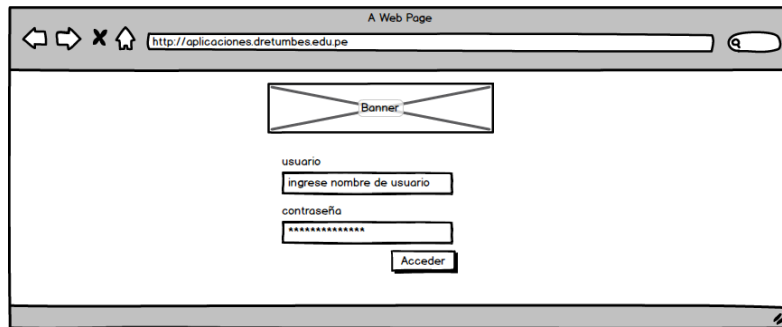 A Web Page
http://aplicaciones.dretumbes.edu.pe
Banner
usuario
ingrese nombre de usuario
contraseña
**************
Acceder